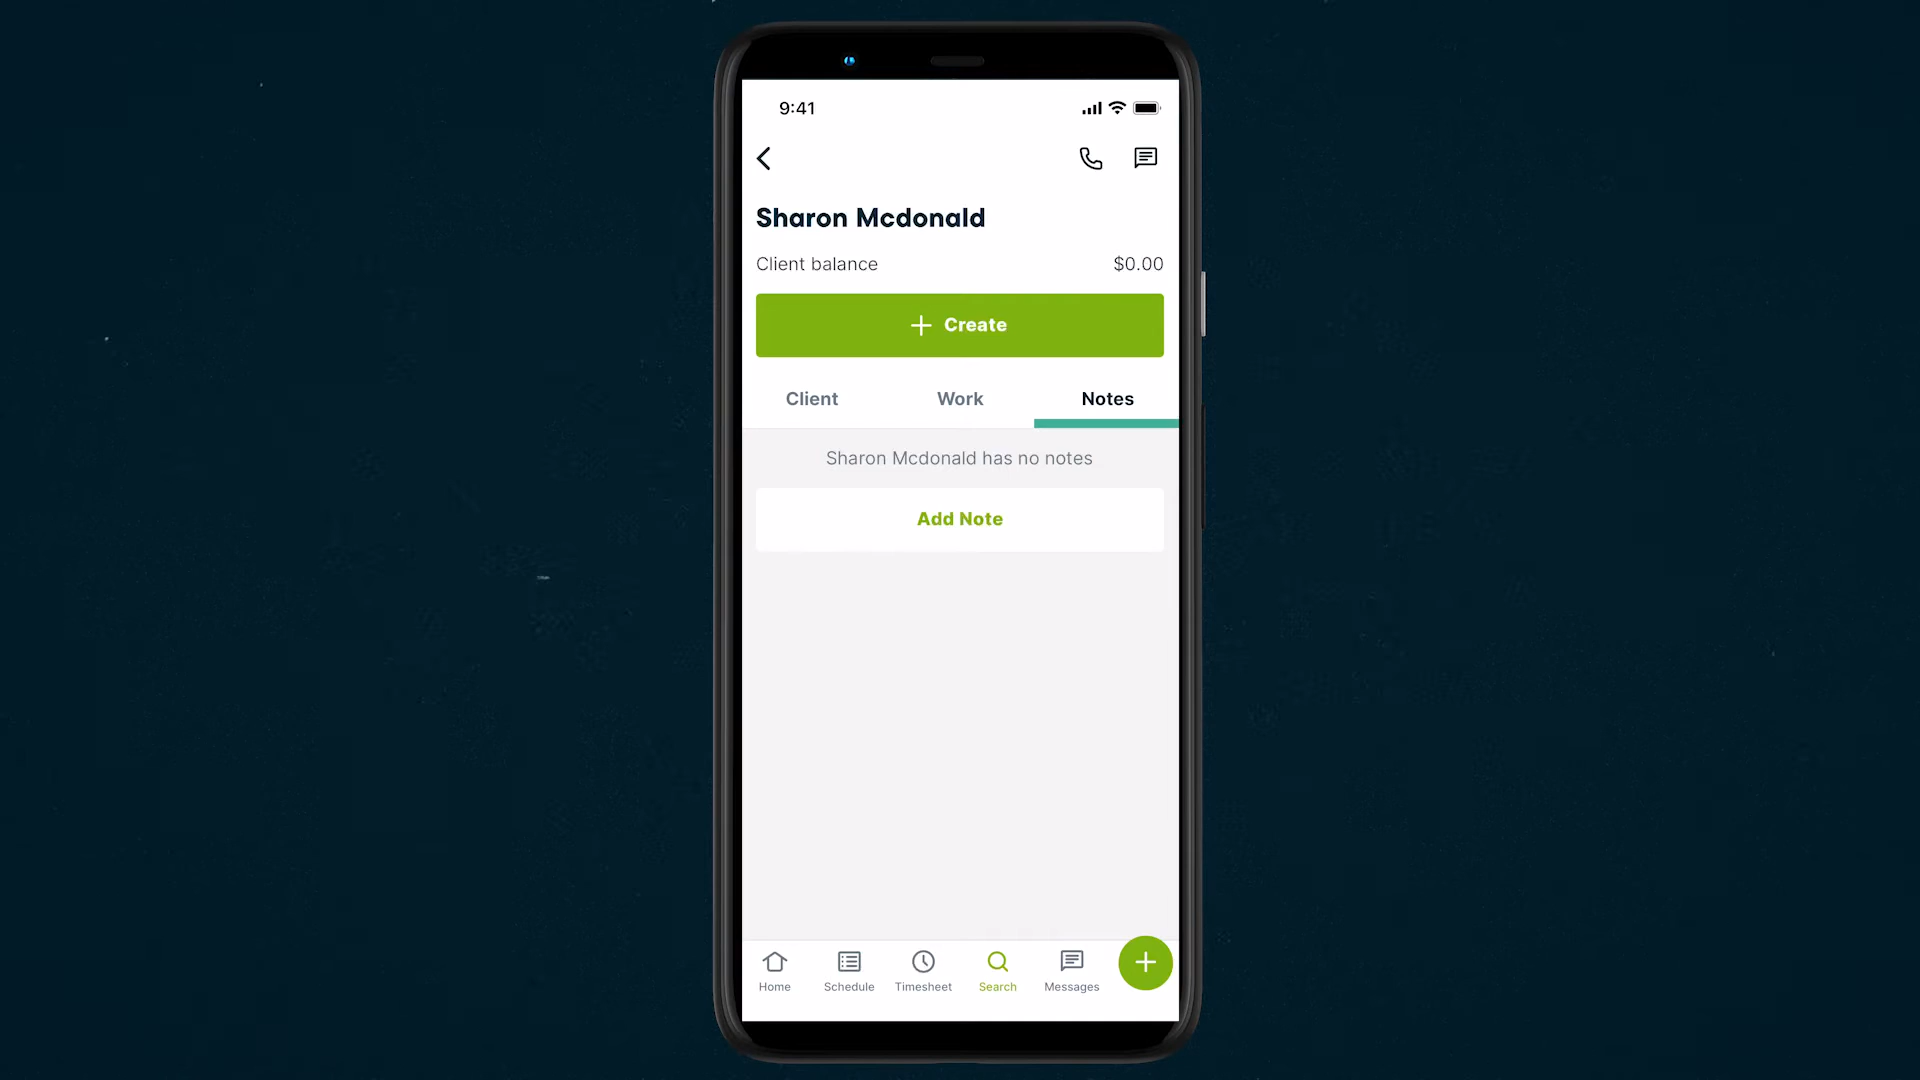 9:41
Sharon Mcdonald
Client balance $0.00
Create
Client Work Notes
Sharon Mcdonald has no notes
Add Note
Home Schedule Timesheet Search Messages